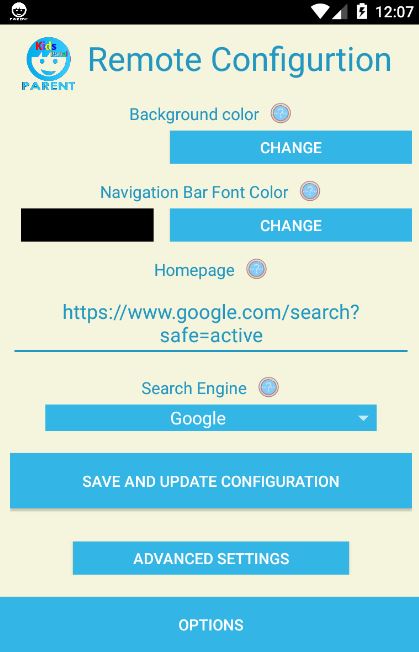 PARENT
12:07
Kids
PARENT
Remote Configurtion
Background color
CHANGE
Navigation Bar Font Color
CHANGE
Homepage
https://www.google.com/search?
safe=active
Search Engine
Google
SAVE AND UPDATE CONFIGURATION
ADVANCED SETTINGS
OPTIONS